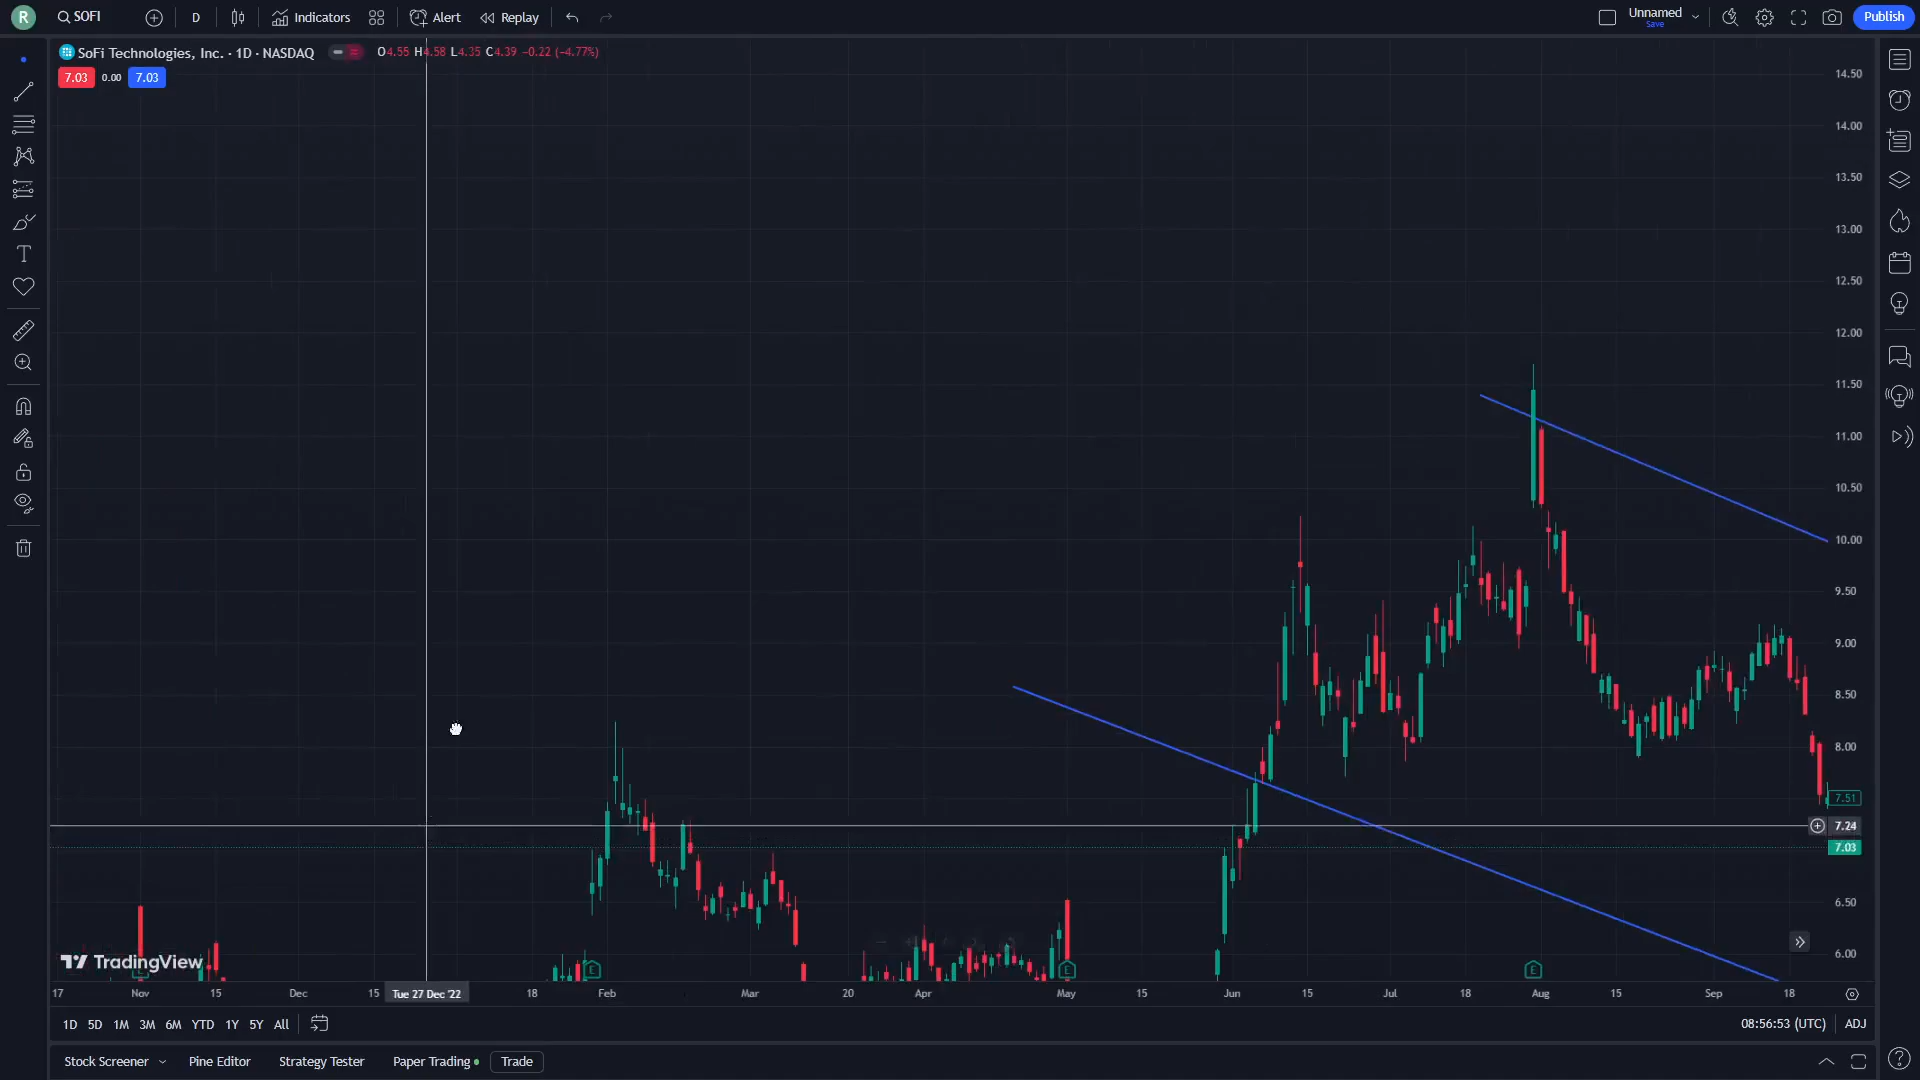 R
SOFI
D
Indicators
Alert
Replay
Unnamed
Save
Publish
SoFi Technologies, Inc. · 1D · NASDAQ
O4.55 H4.58 L4.35 C4.39 −0.22 (−4.77%)
7.03 0.00 7.03
14.50
14.00
13.50
13.00
12.50
12.00
11.50
11.00
10.50
10.00
9.50
9.00
8.50
8.00
7.51
7.24
7.03
6.50
6.00
E
E
E
TradingView
17 Nov 15 Dec 15 Tue 27 Dec '22 18 Feb Mar 20 Apr May 15 Jun 15 Jul 18 Aug 15 Sep 18
1D 5D 1M 3M 6M YTD 1Y 5Y All
08:56:53 (UTC) ADJ
Stock Screener Pine Editor Strategy Tester Paper Trading Trade